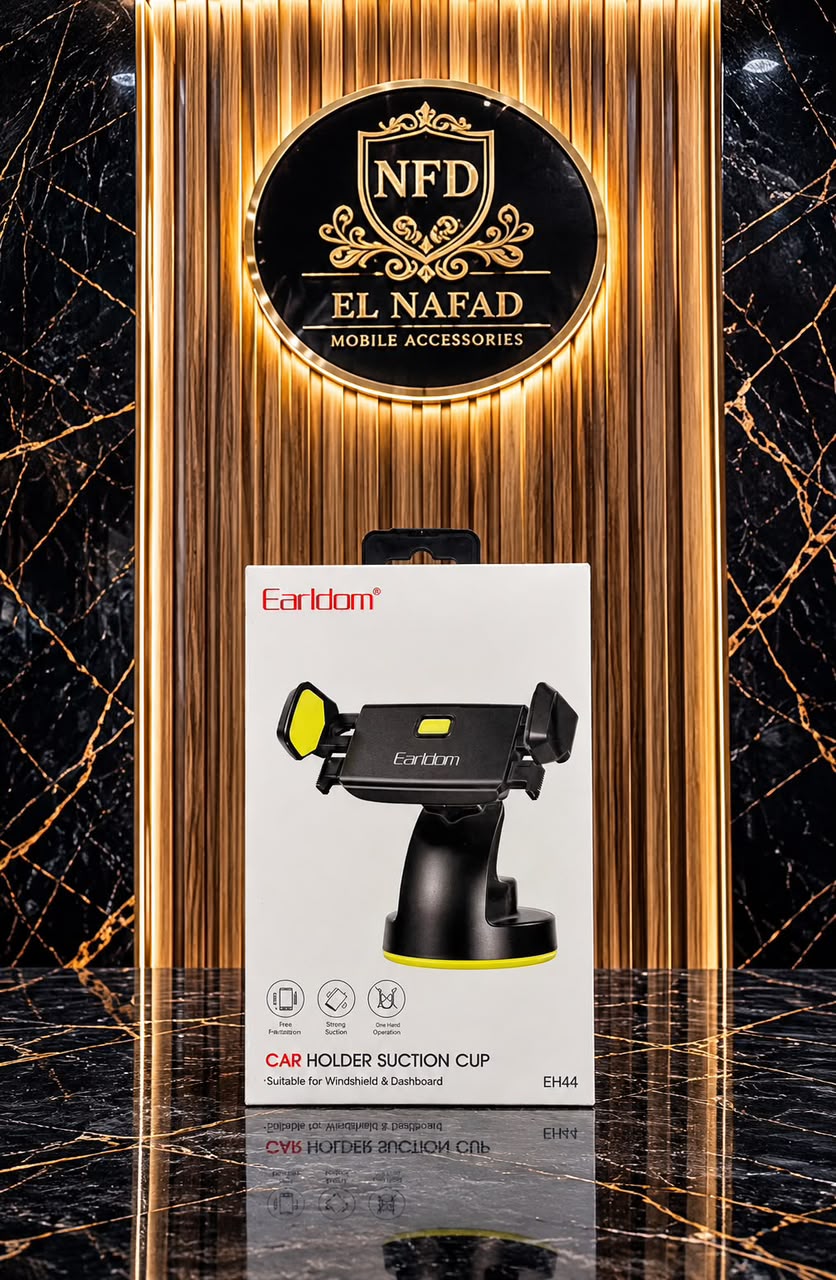 NFD
EL NAFAD
MOBILE ACCESSORIES
Earldom®
Earldom
Free
Strong
Suction
One Hand
Operation
CAR HOLDER SUCTION CUP
·Suitable for Windshield & Dashboard
EH44